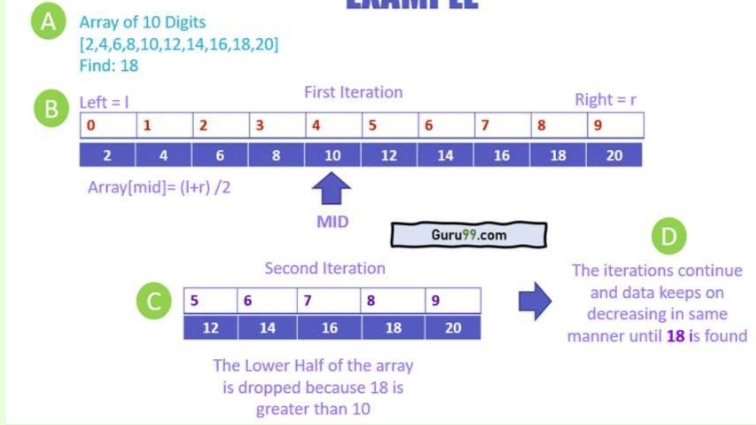 EXAMPLE
A
Array of 10 Digits
[2,4,6,8,10,12,14,16,18,20]
Find: 18
B
First Iteration
Left = l
Right = r
0 1 2 3 4 5 6 7 8 9
2 4 6 8 10 12 14 16 18 20
Array[mid]= (l+r) /2
MID
Guru99.com
Second Iteration
C
5 6 7 8 9
12 14 16 18 20
The Lower Half of the array
is dropped because 18 is
greater than 10
D
The iterations continue
and data keeps on
decreasing in same
manner until 18 is found